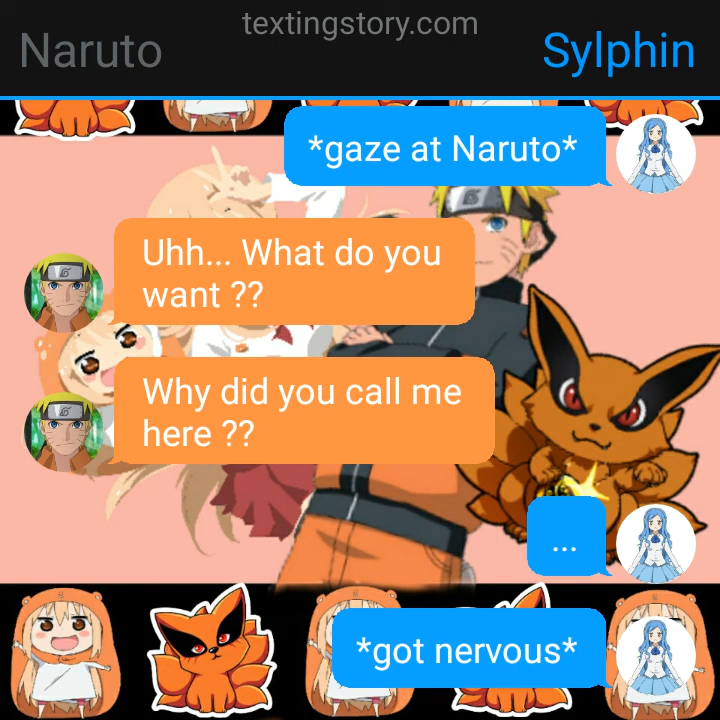 textingstory.com
Naruto
Sylphin
*gaze at Naruto*
Uhh... What do you
want ??
Why did you call me
here ??
...
*got nervous*